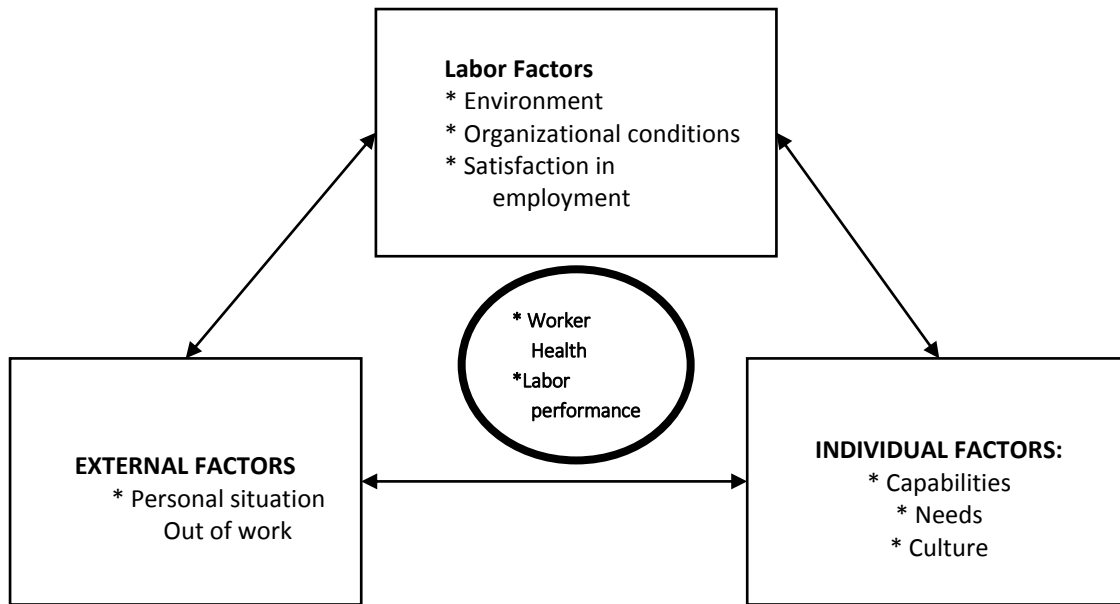 Labor Factors
* Environment
* Organizational conditions
* Satisfaction in
employment
* Worker
Health
*Labor
performance
EXTERNAL FACTORS
* Personal situation
Out of work
INDIVIDUAL FACTORS:
* Capabilities
* Needs
* Culture